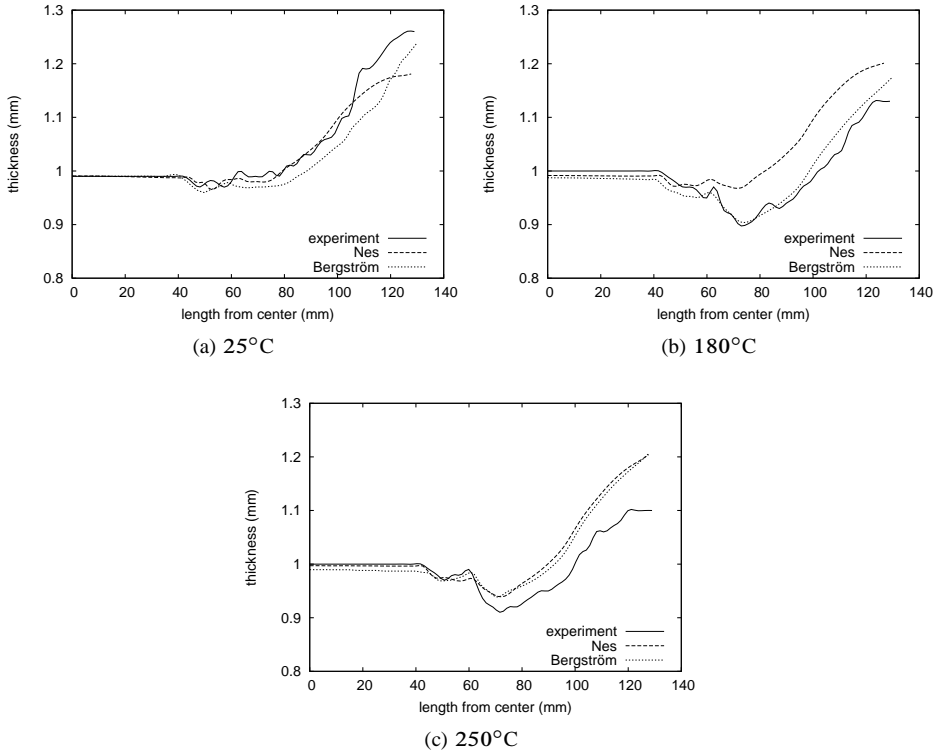 1.3
1.2
1.1
1
0.9
0.8
thickness (mm)
experiment
Nes
Bergström
0 20 40 60 80 100 120 140
length from center (mm)
(a) 25°C
1.3
1.2
1.1
1
0.9
0.8
thickness (mm)
experiment
Nes
Bergström
0 20 40 60 80 100 120 140
length from center (mm)
(b) 180°C
1.3
1.2
1.1
1
0.9
0.8
thickness (mm)
experiment
Nes
Bergström
0 20 40 60 80 100 120 140
length from center (mm)
(c) 250°C